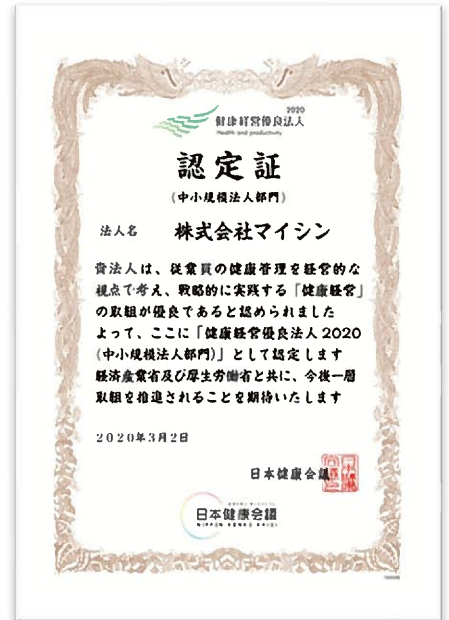 2020
健康経営優良法人
Health and productivity
認定証
(中小規模法人部門)
法人名 株式会社マイシン
貴法人は、従業員の健康管理を経営的な
視点で考え、戦略的に実践する「健康経営」
の取組が優良であると認められました
よって、ここに「健康経営優良法人2020
(中小規模法人部門)」として認定します
経済産業省及び厚生労働省と共に、今後一層
取組を推進されることを期待いたします
2020年3月2日
日本健康会議
日本健康会議
NIPPON KENKO KAIGI